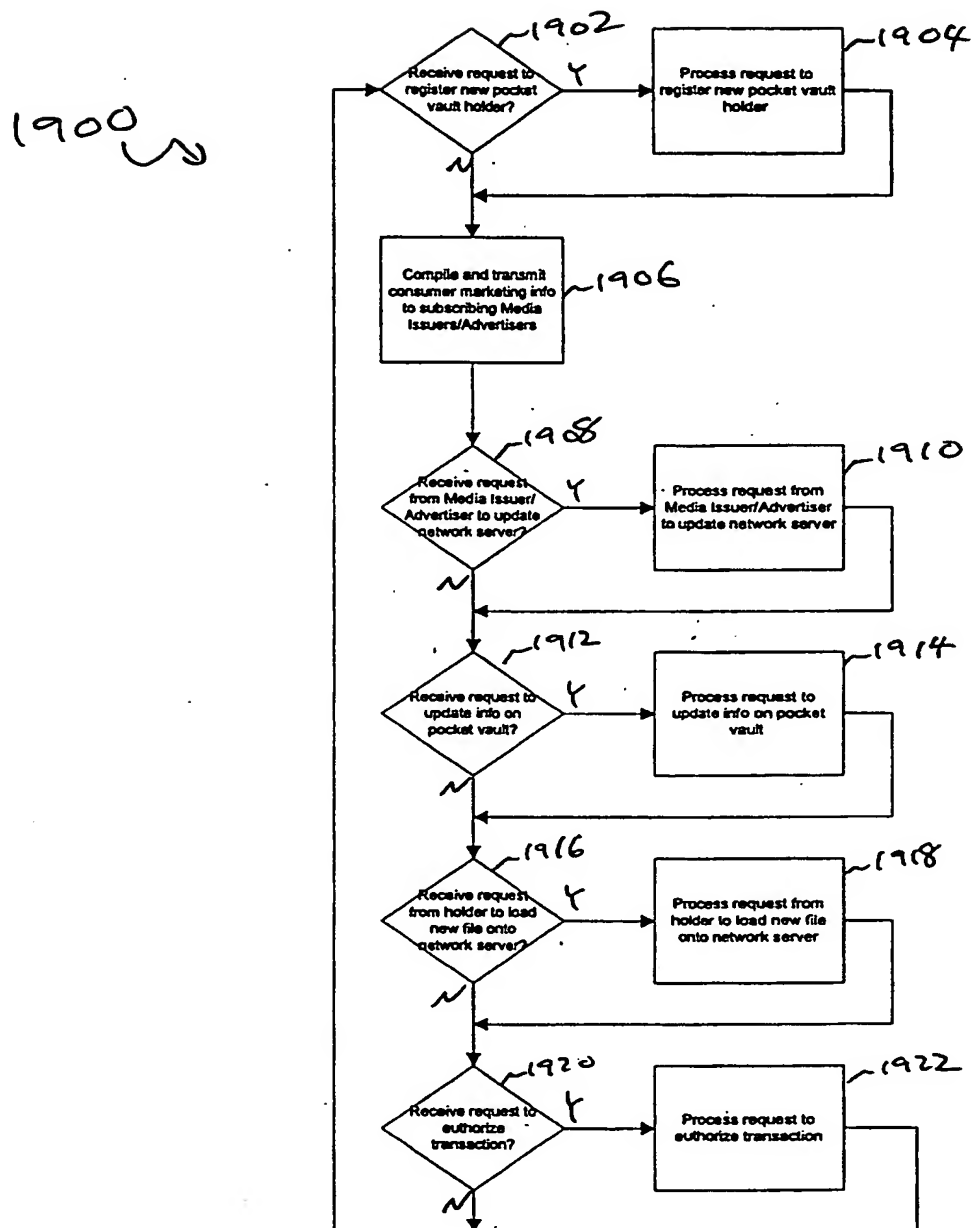 1900
1902
Receive request to
register new pocket
vault holder?
Y
N
1904
Process request to
register new pocket vault
holder
Compile and transmit
consumer marketing info
to subscribing Media
Issuers/Advertisers
1906
1908
Receive request
from Media Issuer/
Advertiser to update
network server?
Y
N
1910
Process request from
Media Issuer/Advertiser
to update network server
1912
Receive request to
update info on
pocket vault?
Y
N
1914
Process request to
update info on pocket
vault
1916
Receive request
from holder to load
new file onto
network server?
Y
N
1918
Process request from
holder to load new file
onto network server
1920
Receive request to
authorize
transaction?
Y
N
1922
Process request to
authorize transaction